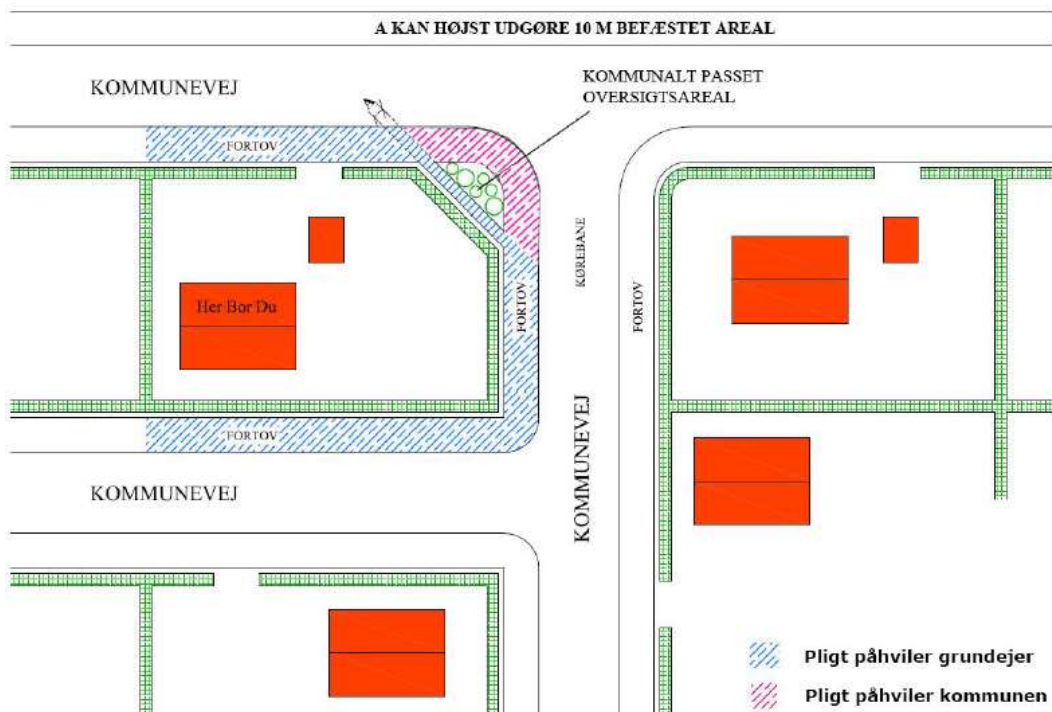 A KAN HØJST UDGØRE 10 M BEFÆSTET AREAL
KOMMUNEVEJ
KOMMUNALT PASSET
OVERSIGTSAREAL
FORTOV
KØREBANE
FORTOV
FORTOV
Her Bor Du
FORTOV
KOMMUNEVEJ
KOMMUNEVEJ
Pligt påhviler grundejer
Pligt påhviler kommunen